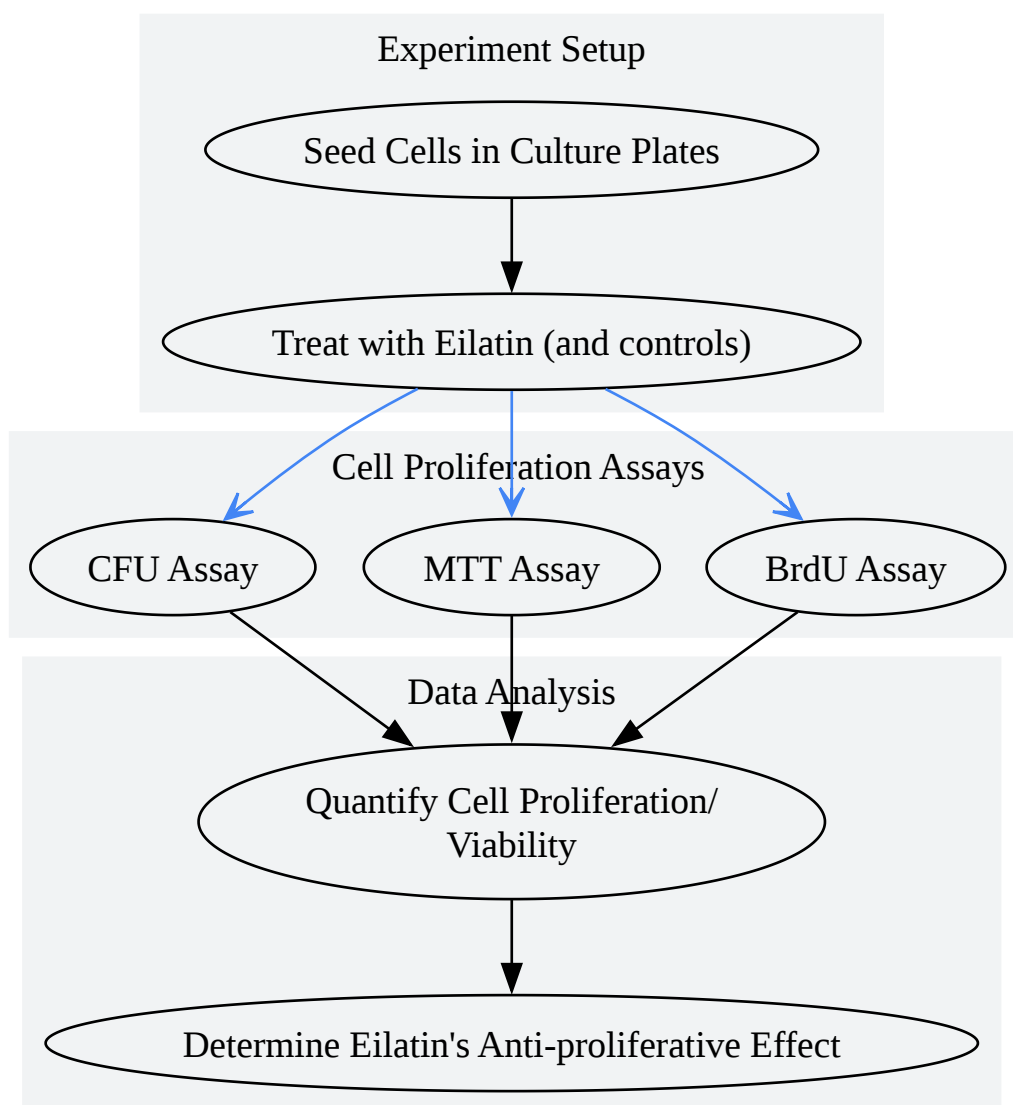 Experiment Setup
Seed Cells in Culture Plates
Treat with Eilatin (and controls)
Cell Proliferation Assays
CFU Assay
MTT Assay
BrdU Assay
Data Analysis
Quantify Cell Proliferation/
Viability
Determine Eilatin's Anti-proliferative Effect